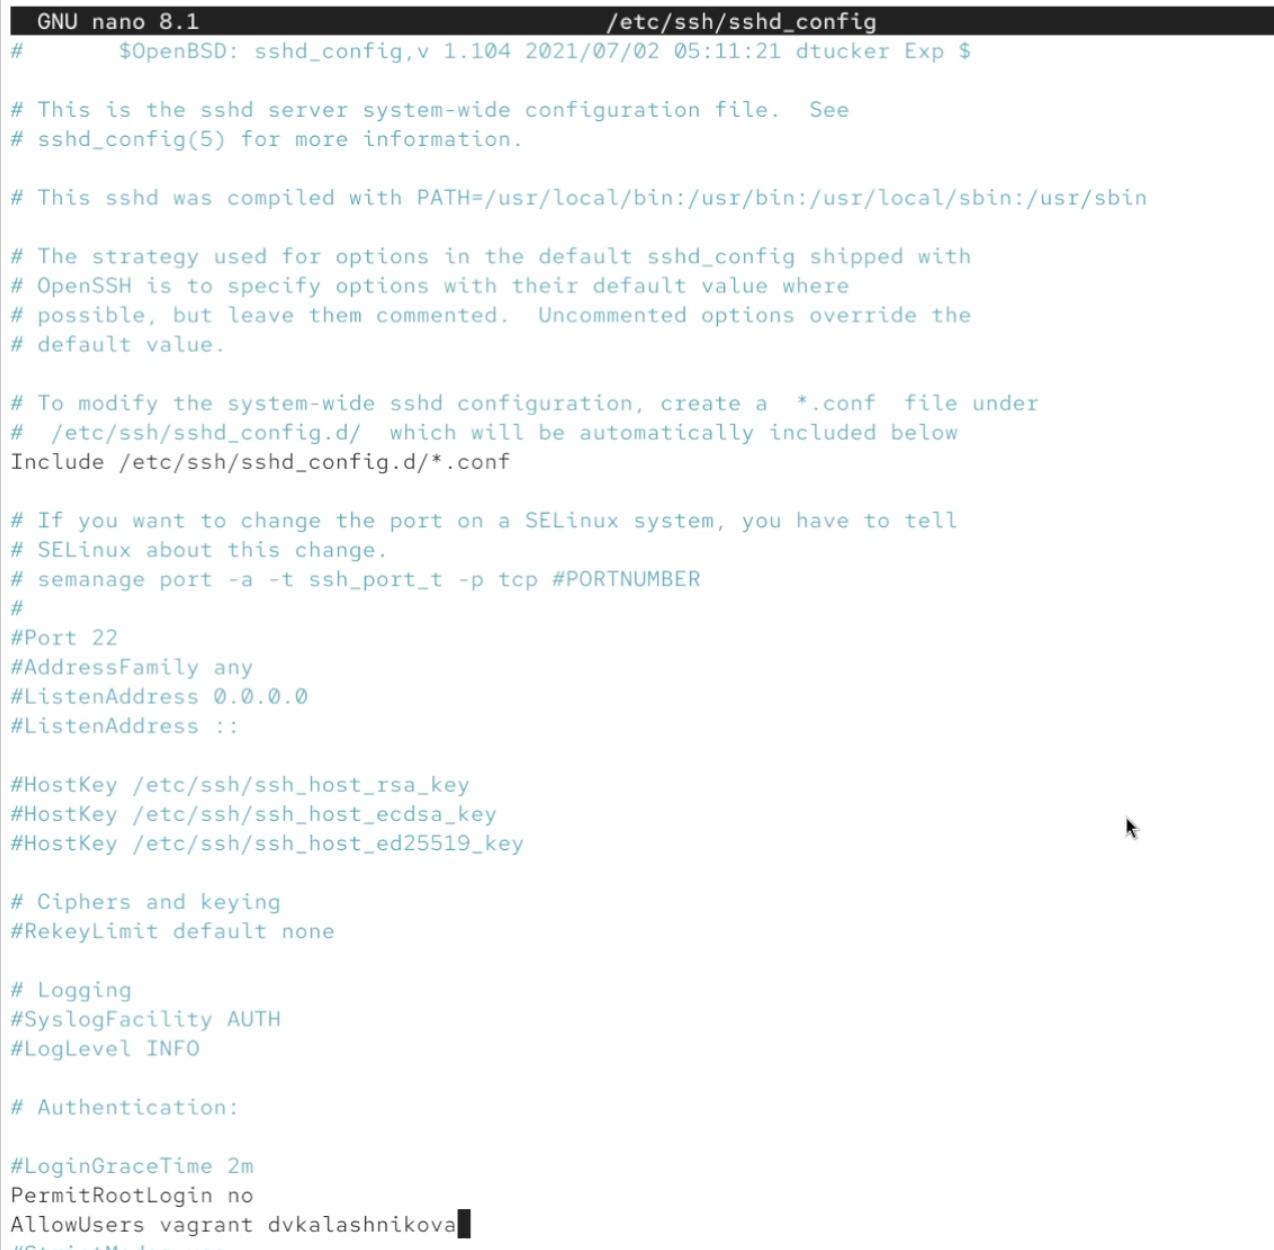 GNU nano 8.1 /etc/ssh/sshd_config
# $OpenBSD: sshd_config,v 1.104 2021/07/02 05:11:21 dtucker Exp $
# This is the sshd server system-wide configuration file. See
# sshd_config(5) for more information.
# This sshd was compiled with PATH=/usr/local/bin:/usr/bin:/usr/local/sbin:/usr/sbin
# The strategy used for options in the default sshd_config shipped with
# OpenSSH is to specify options with their default value where
# possible, but leave them commented. Uncommented options override the
# default value.
# To modify the system-wide sshd configuration, create a *.conf file under
# /etc/ssh/sshd_config.d/ which will be automatically included below
Include /etc/ssh/sshd_config.d/*.conf
# If you want to change the port on a SELinux system, you have to tell
# SELinux about this change.
# semanage port -a -t ssh_port_t -p tcp #PORTNUMBER
#
#Port 22
#AddressFamily any
#ListenAddress 0.0.0.0
#ListenAddress ::
#HostKey /etc/ssh/ssh_host_rsa_key
#HostKey /etc/ssh/ssh_host_ecdsa_key
#HostKey /etc/ssh/ssh_host_ed25519_key
# Ciphers and keying
#RekeyLimit default none
# Logging
#SyslogFacility AUTH
#LogLevel INFO
# Authentication:
#LoginGraceTime 2m
PermitRootLogin no
AllowUsers vagrant dvkalashnikova